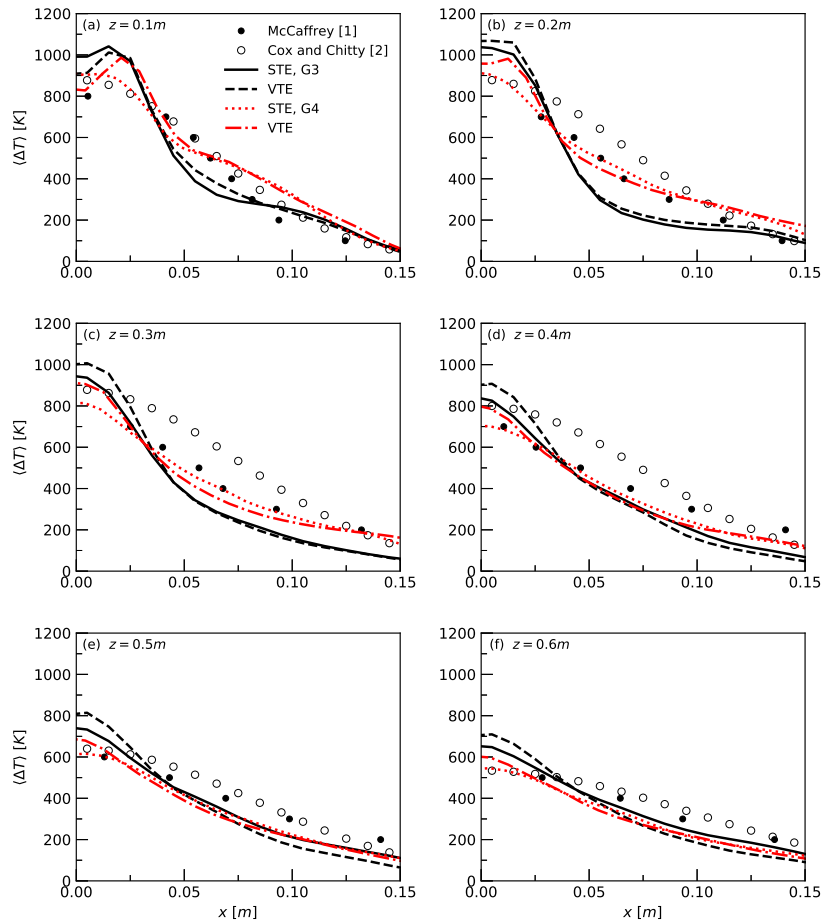 (a) z = 0.1m
McCaffrey [1]
Cox and Chitty [2]
STE, G3
VTE
STE, G4
VTE
⟨ΔT⟩ [K]
1200
1000
800
600
400
200
0
0.00 0.05 0.10 0.15
(b) z = 0.2m
1200
1000
800
600
400
200
0
0.00 0.05 0.10 0.15
(c) z = 0.3m
⟨ΔT⟩ [K]
1200
1000
800
600
400
200
0
0.00 0.05 0.10 0.15
(d) z = 0.4m
1200
1000
800
600
400
200
0
0.00 0.05 0.10 0.15
(e) z = 0.5m
⟨ΔT⟩ [K]
1200
1000
800
600
400
200
0
0.00 0.05 0.10 0.15
x [m]
(f) z = 0.6m
1200
1000
800
600
400
200
0
0.00 0.05 0.10 0.15
x [m]